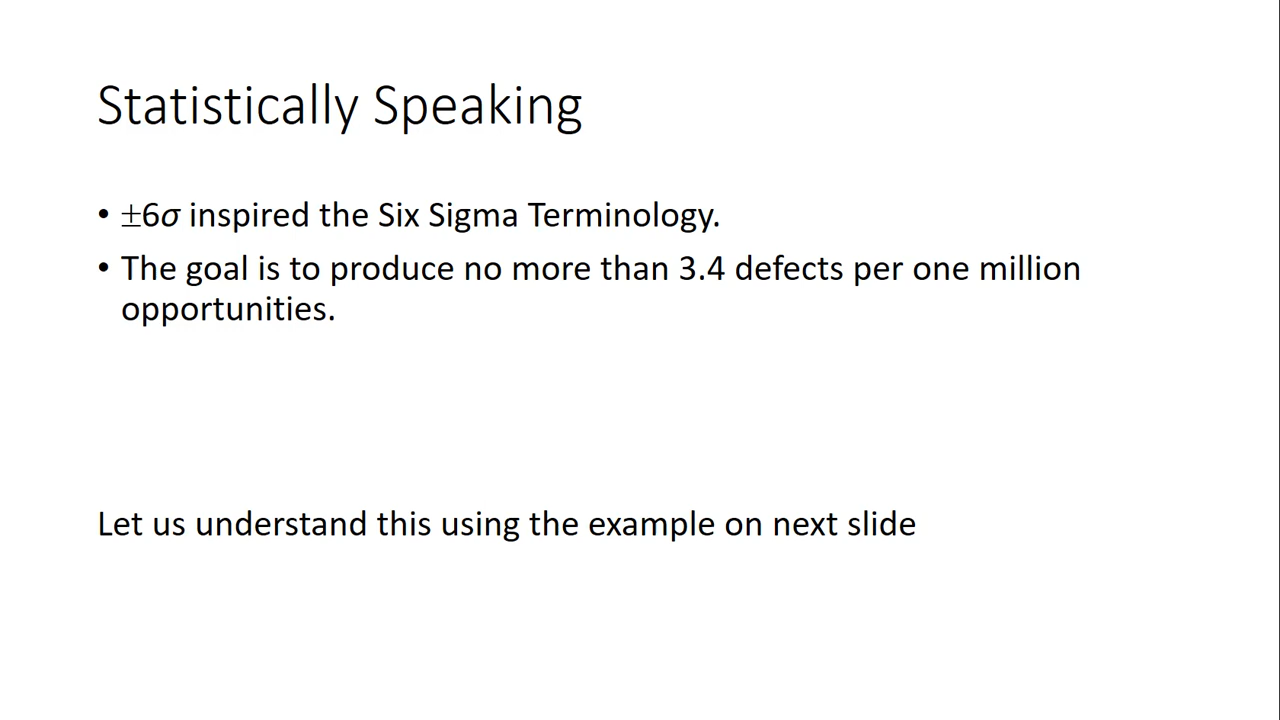 Statistically Speaking
• ±6σ inspired the Six Sigma Terminology.
• The goal is to produce no more than 3.4 defects per one million
opportunities.
Let us understand this using the example on next slide